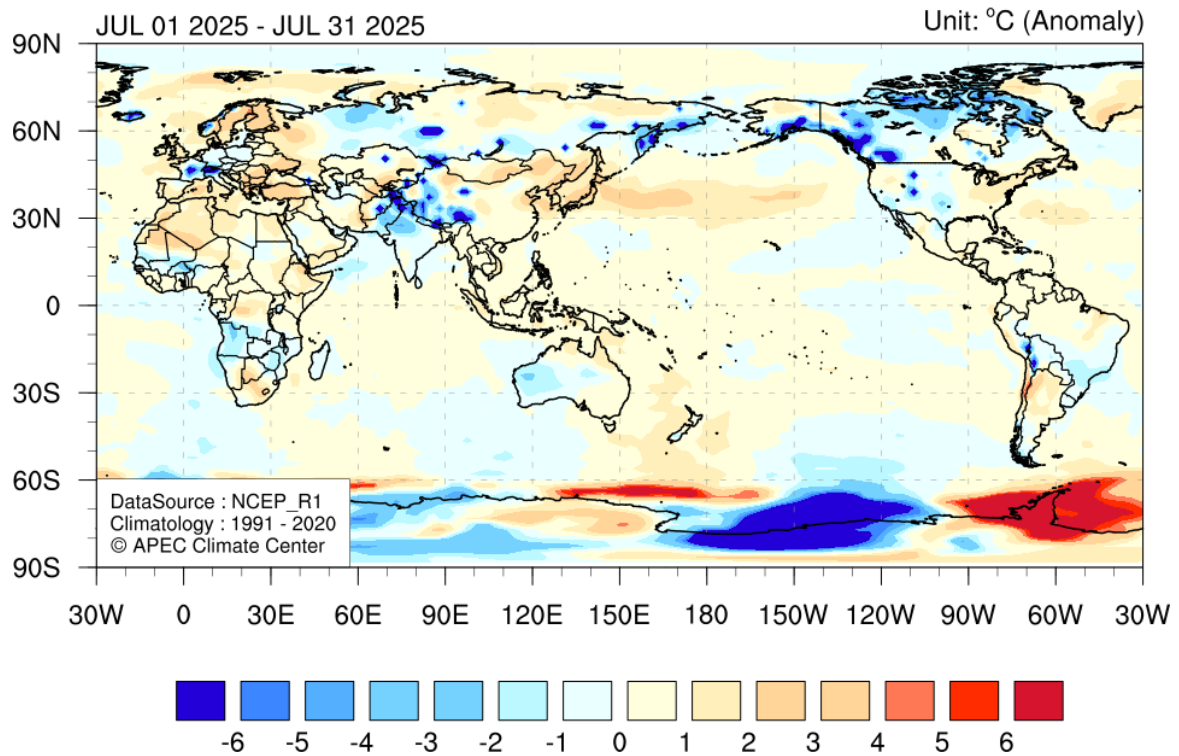 JUL 01 2025 - JUL 31 2025
Unit: °C (Anomaly)
90N
60N
30N
0
30S
60S
90S
DataSource : NCEP_R1
Climatology : 1991 - 2020
© APEC Climate Center
30W 0 30E 60E 90E 120E 150E 180 150W 120W 90W 60W 30W
-6 -5 -4 -3 -2 -1 0 1 2 3 4 5 6